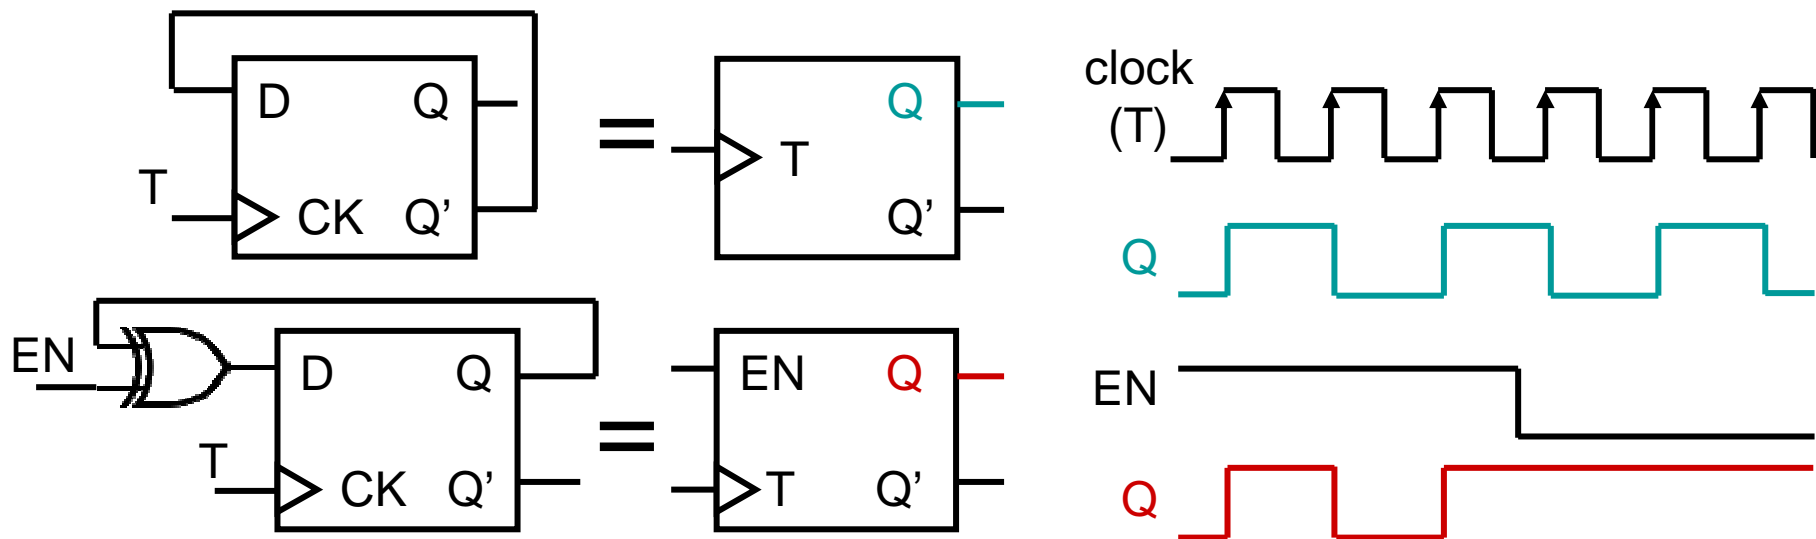 D Q
T
CK Q’
=
Q
T
Q’
clock
(T)
Q
EN
D Q
T
CK Q’
=
EN Q
T Q’
EN
Q